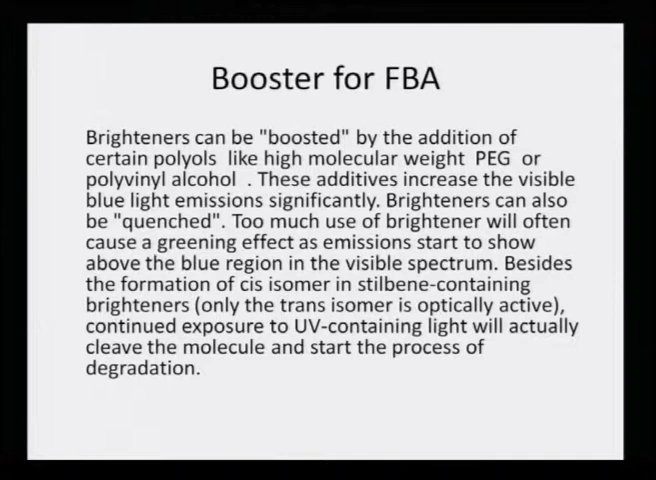 Booster for FBA
Brighteners can be "boosted" by the addition of
certain polyols  like high molecular weight  PEG  or
polyvinyl alcohol  . These additives increase the visible
blue light emissions significantly. Brighteners can also
be "quenched". Too much use of brightener will often
cause a greening effect as emissions start to show
above the blue region in the visible spectrum. Besides
the formation of cis isomer in stilbene-containing
brighteners (only the trans isomer is optically active),
continued exposure to UV-containing light will actually
cleave the molecule and start the process of
degradation.